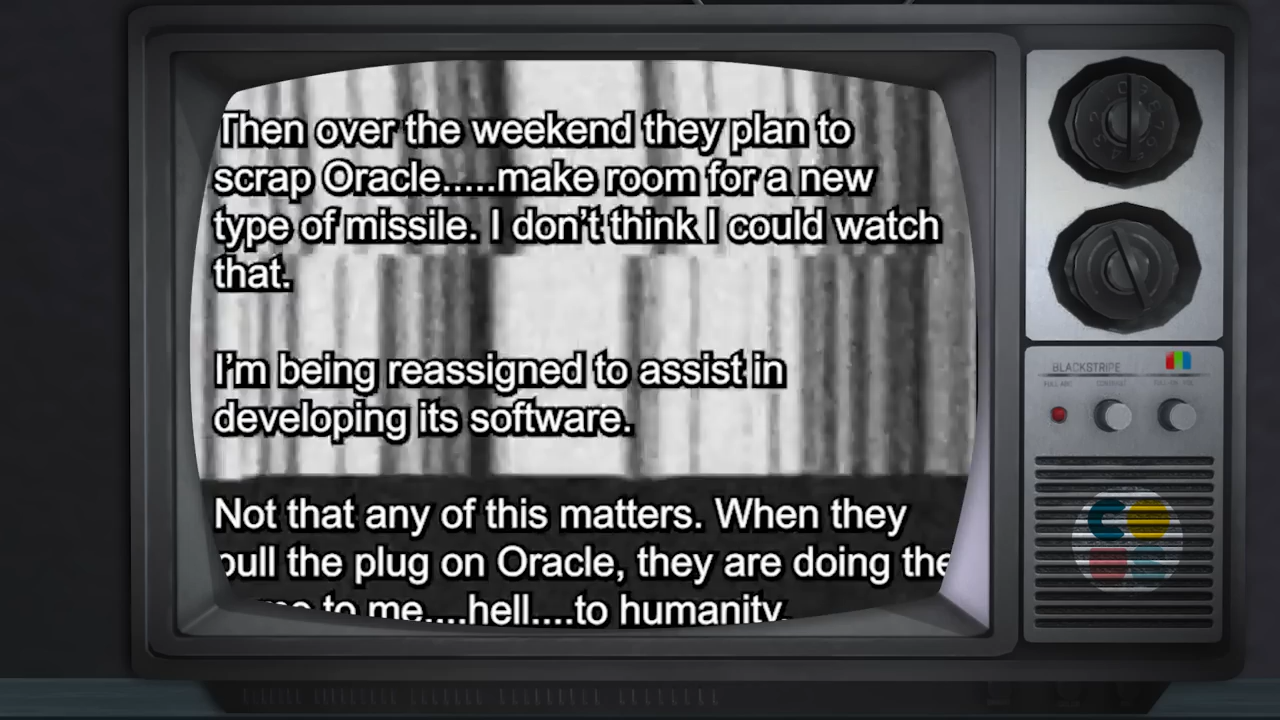 Then over the weekend they plan to
scrap Oracle.....make room for a new
type of missile. I don't think I could watch
that.
I'm being reassigned to assist in
developing its software.
Not that any of this matters. When they
pull the plug on Oracle, they are doing the
to me....hell....to humanity.
BLACKSTRIPE